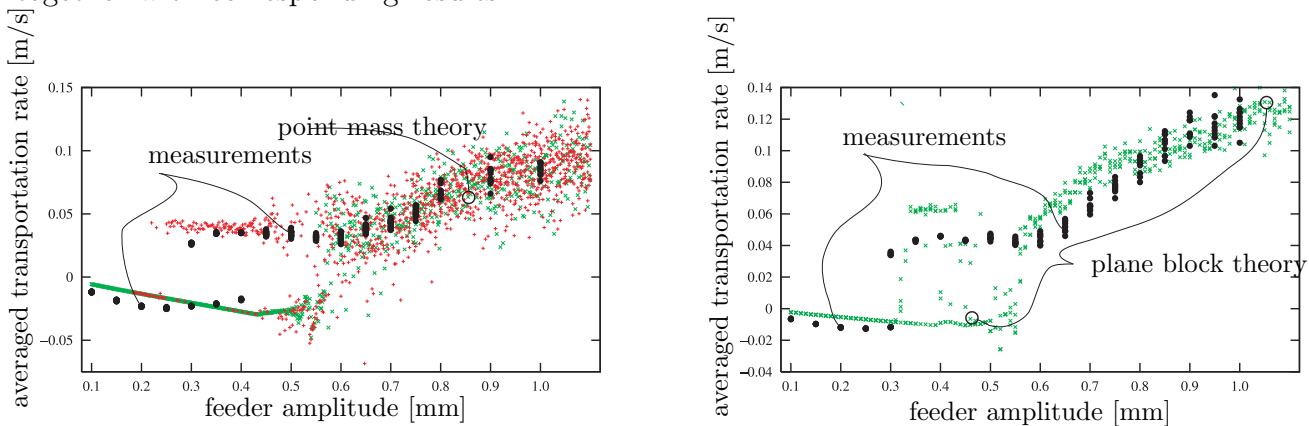 together with corresponding results
averaged transportation rate [m/s]
0.15
0.1
0.05
0
−0.05
point mass theory
measurements
0.1 0.2 0.3 0.4 0.5 0.6 0.7 0.8 0.9 1.0
feeder amplitude [mm]
averaged transportation rate [m/s]
0.14
0.12
0.1
0.08
0.06
0.04
0.02
0
−0.02
−0.04
measurements
plane block theory
0.1 0.2 0.3 0.4 0.5 0.6 0.7 0.8 0.9 1.0
feeder amplitude [mm]